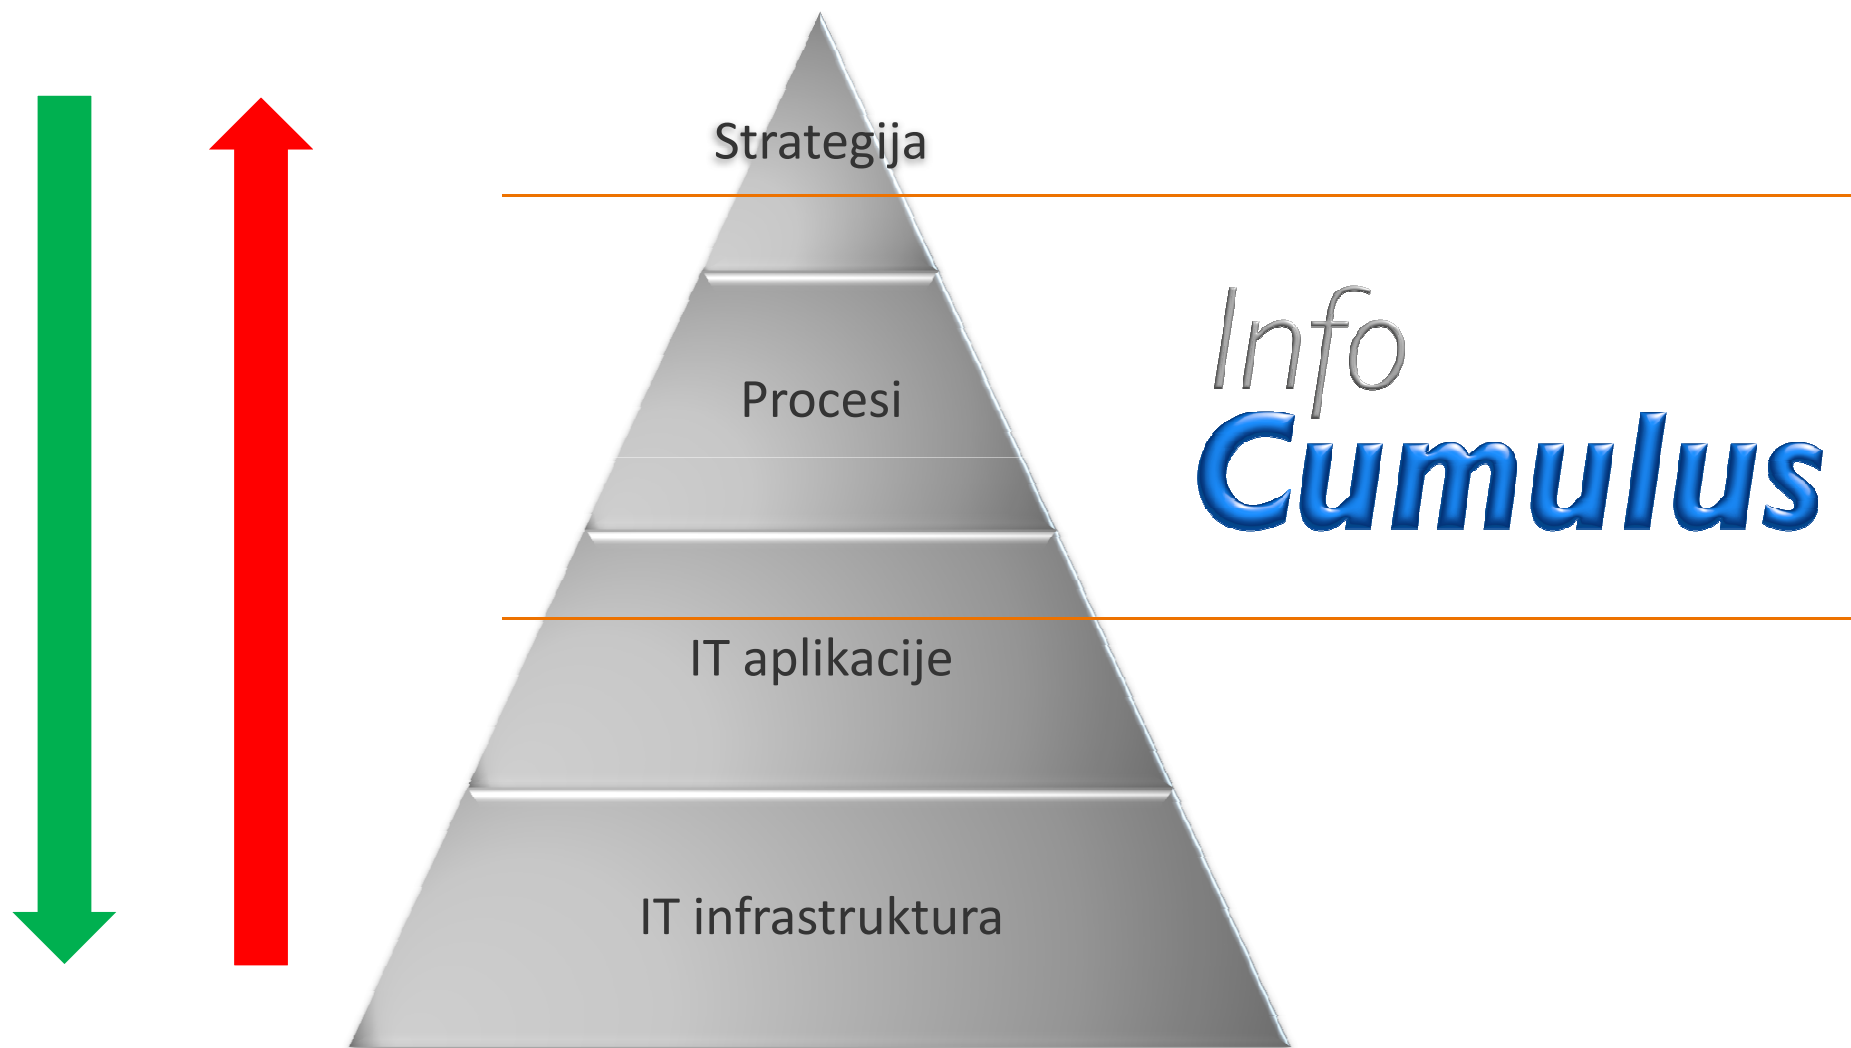 Strategija
Procesi
Info
Cumulus
IT aplikacije
IT infrastruktura